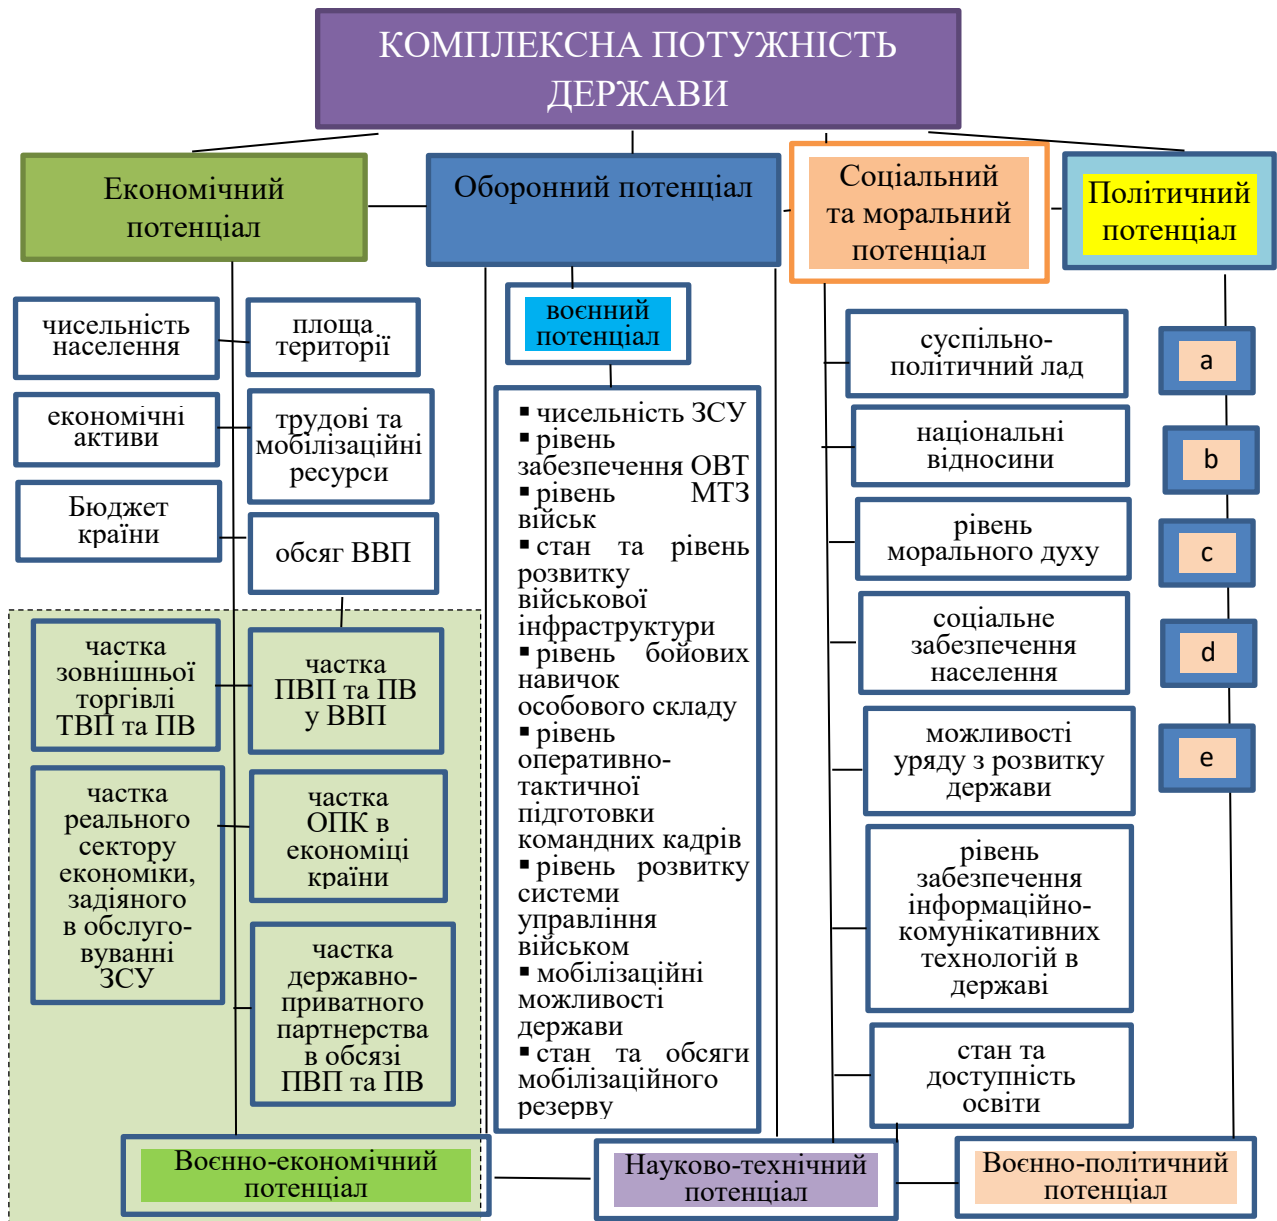 КОМПЛЕКСНА ПОТУЖНІСТЬ
ДЕРЖАВИ
Економічний
потенціал
Оборонний потенціал
Соціальний
та моральний
потенціал
Політичний
потенціал
чисельність
населення
площа
території
економічні
активи
трудові та
мобілізаційні
ресурси
Бюджет
країни
обсяг ВВП
частка
зовнішньої
торгівлі
ТВП та ПВ
частка
ПВП та ПВ
у ВВП
частка
реального
сектору
економіки,
задіяного
в обслуго-
вуванні
ЗСУ
частка
ОПК в
економіці
країни
частка
державно-
приватного
партнерства
в обсязі
ПВП та ПВ
воєнний
потенціал
▪ чисельність ЗСУ
▪ рівень
забезпечення ОВТ
▪ рівень МТЗ
військ
▪ стан та рівень
розвитку
військової
інфраструктури
▪ рівень бойових
навичок
особового складу
▪ рівень
оперативно-
тактичної
підготовки
командних кадрів
▪ рівень розвитку
системи
управління
військом
▪ мобілізаційні
можливості
держави
▪ стан та обсяги
мобілізаційного
резерву
суспільно-
політичний лад
національні
відносини
рівень
морального духу
соціальне
забезпечення
населення
можливості
уряду з розвитку
держави
рівень
забезпечення
інформаційно-
комунікативних
технологій в
державі
стан та
доступність
освіти
a
b
c
d
e
Воєнно-економічний
потенціал
Науково-технічний
потенціал
Воєнно-політичний
потенціал